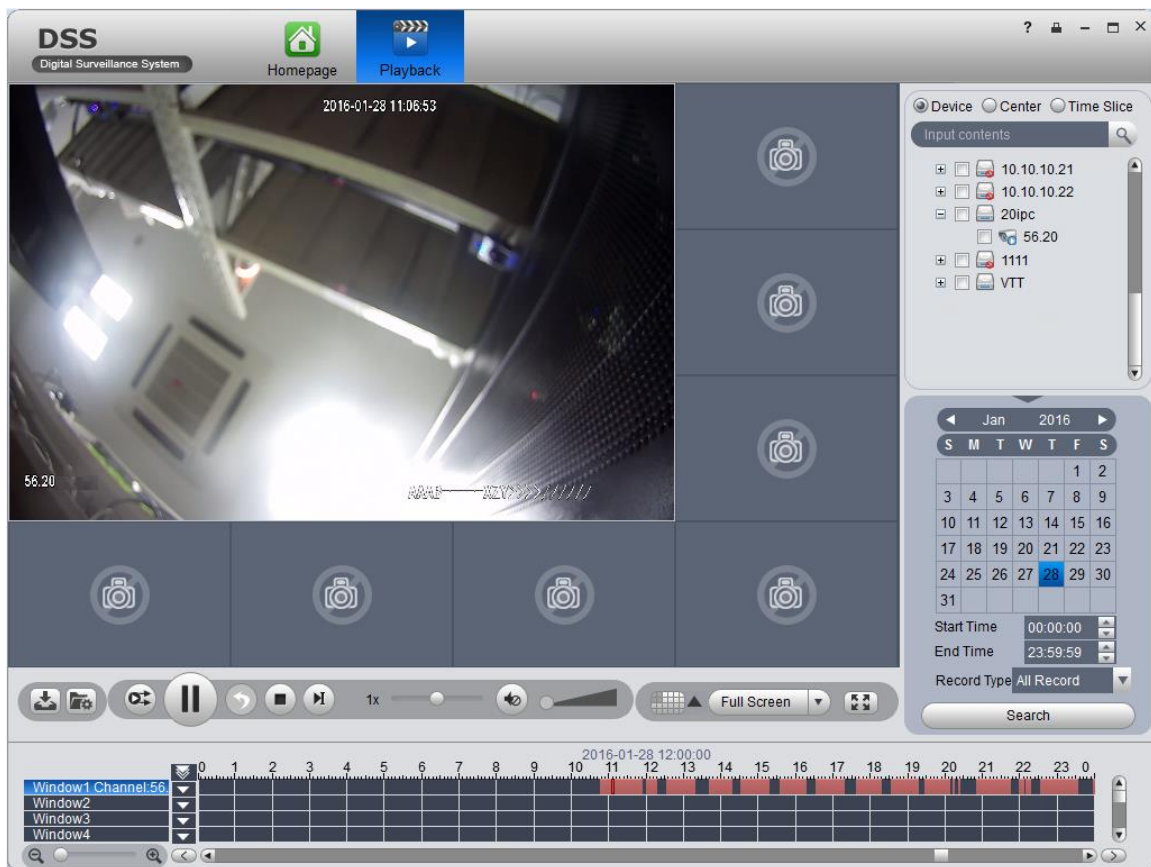 DSS
Digital Surveillance System
Homepage
Playback
?
2016-01-28 11:06:53
56.20
Device Center Time Slice
Input contents
10.10.10.21
10.10.10.22
20ipc
56.20
1111
VTT
Jan 2016
S M T W T F S
1 2
3 4 5 6 7 8 9
10 11 12 13 14 15 16
17 18 19 20 21 22 23
24 25 26 27 28 29 30
31
Start Time 00:00:00
End Time 23:59:59
Record Type All Record
Search
1x
Full Screen
2016-01-28 12:00:00
0 1 2 3 4 5 6 7 8 9 10 11 12 13 14 15 16 17 18 19 20 21 22 23 0
Window1 Channel:56.
Window2
Window3
Window4